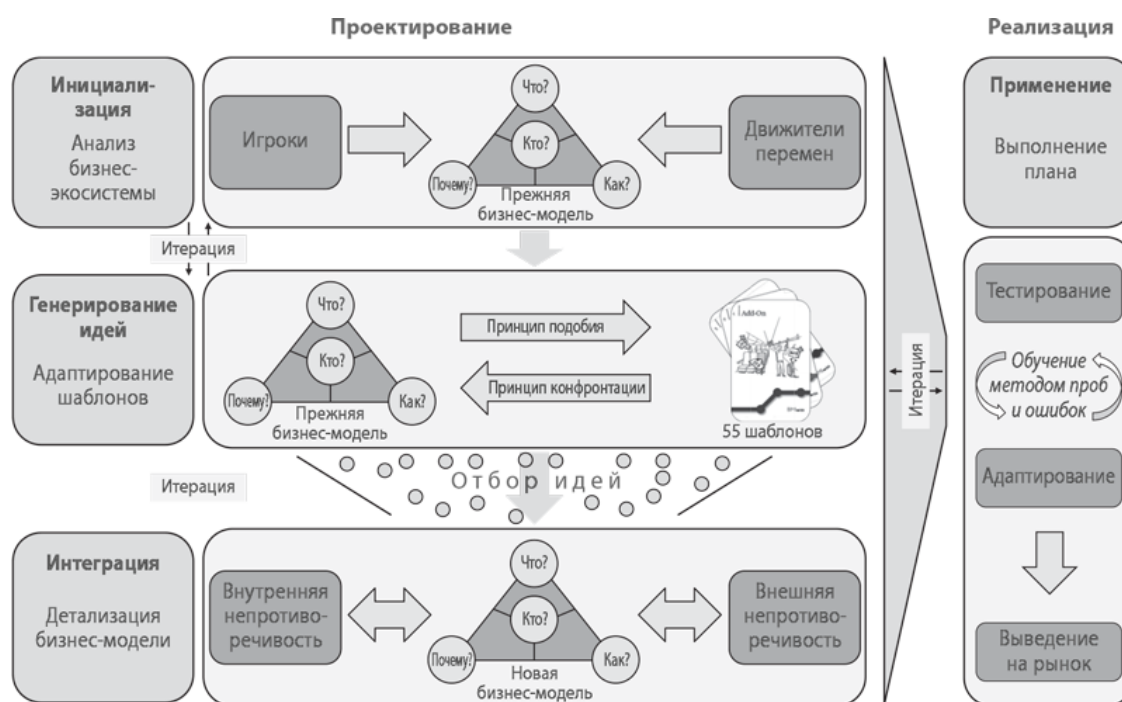 Проектирование
Реализация
Инициали-
зация
Анализ
бизнес-
экосистемы
Игроки
Что?
Кто?
Почему?
Как?
Прежняя
бизнес-модель
Движители
перемен
Применение
Выполнение
плана
Итерация
Генерирование
идей
Адаптирование
шаблонов
Что?
Кто?
Почему?
Как?
Прежняя
бизнес-модель
Принцип подобия
Принцип конфронтации
Add-On
55 шаблонов
Итерация
Тестирование
Обучение
методом проб
и ошибок
Адаптирование
Выведение
на рынок
Итерация
Отбор идей
Интеграция
Детализация
бизнес-модели
Внутренняя
непротиво-
речивость
Что?
Кто?
Почему?
Как?
Новая
бизнес-модель
Внешняя
непротиво-
речивость